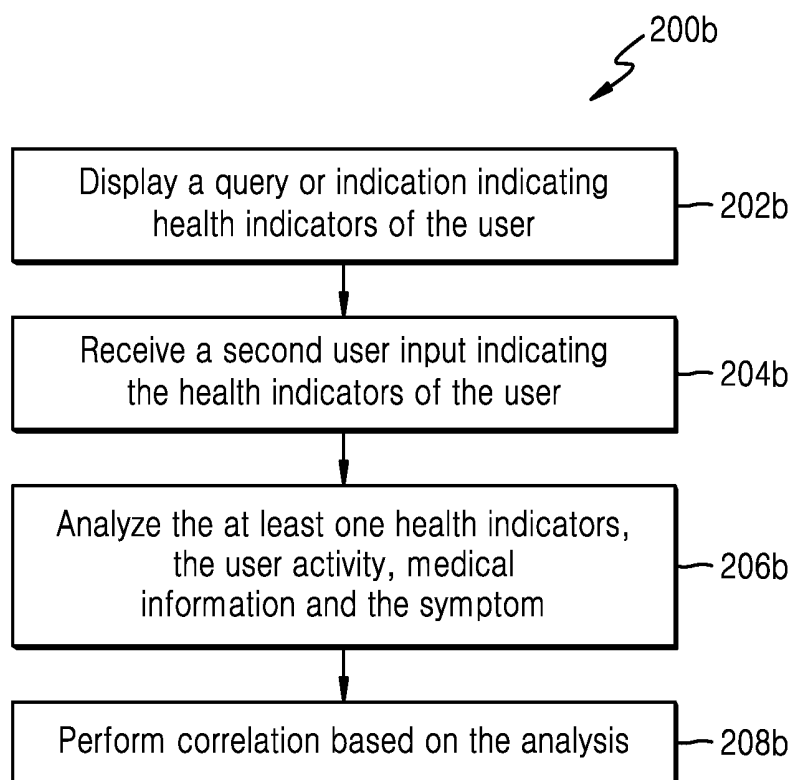 200b
Display a query or indication indicating
health indicators of the user
202b
Receive a second user input indicating
the health indicators of the user
204b
Analyze the at least one health indicators,
the user activity, medical
information and the symptom
206b
Perform correlation based on the analysis
208b